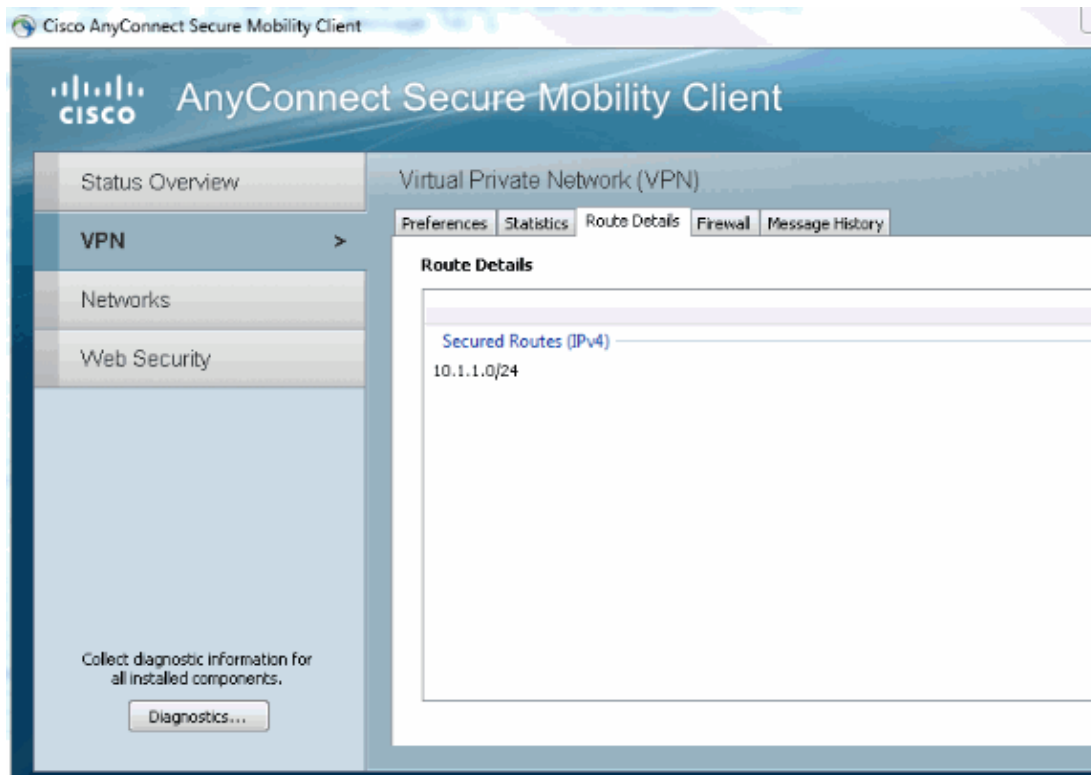 Cisco AnyConnect Secure Mobility Client
CISCO
AnyConnect Secure Mobility Client
Status Overview
VPN >
Networks
Web Security
Collect diagnostic information for
all installed components.
Diagnostics...
Virtual Private Network (VPN)
Preferences Statistics Route Details Firewall Message History
Route Details
Secured Routes (IPv4)
10.1.1.0/24